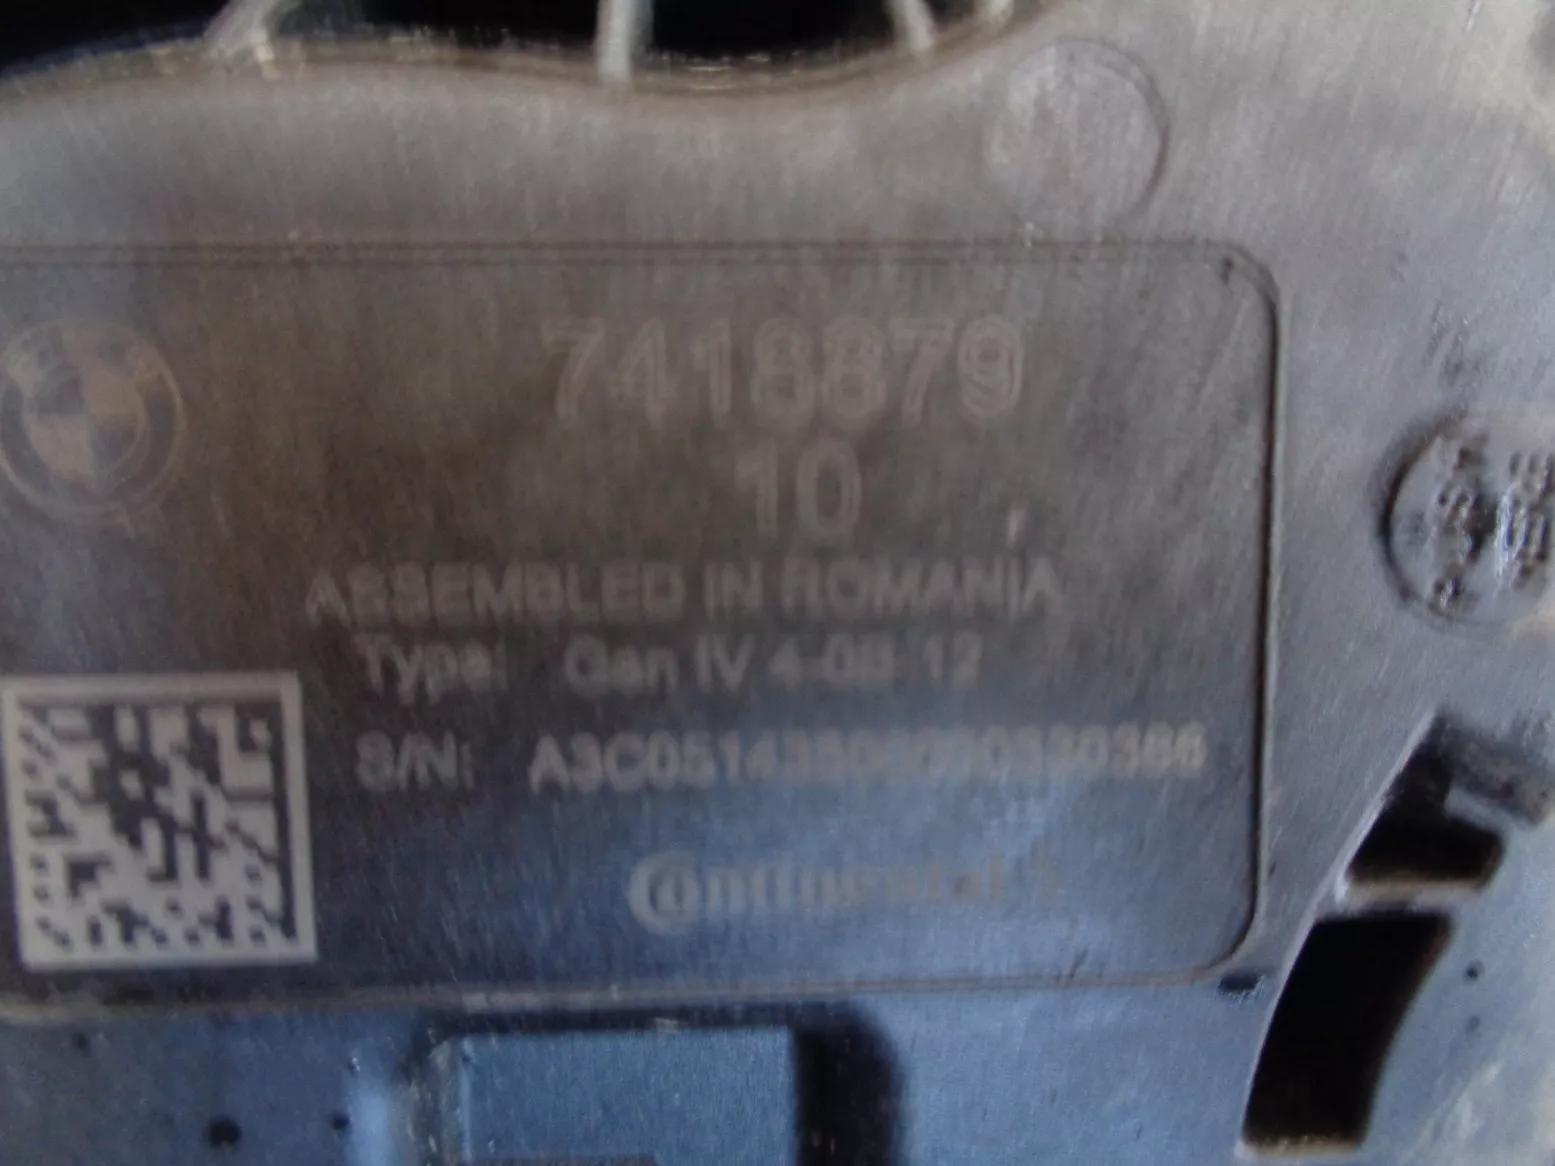 7418879
10
ASSEMBLED IN ROMANIA
Type: Gen IV 4-08 12
S/N:
Continental